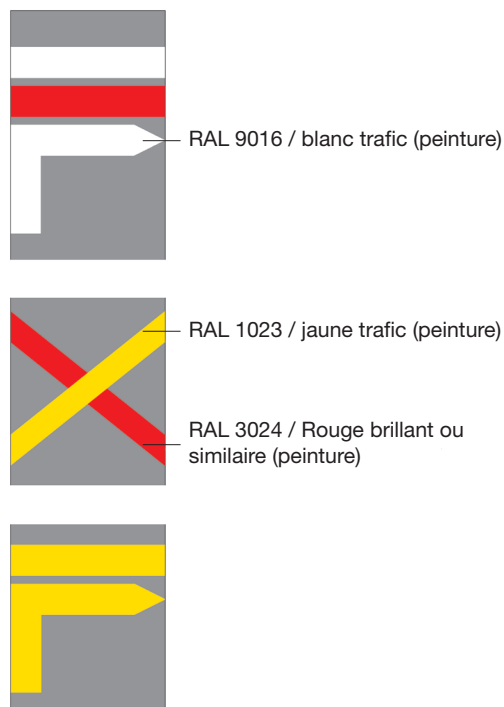 RAL 9016 / blanc trafic (peinture)
RAL 1023 / jaune trafic (peinture)
RAL 3024 / Rouge brillant ou
similaire (peinture)